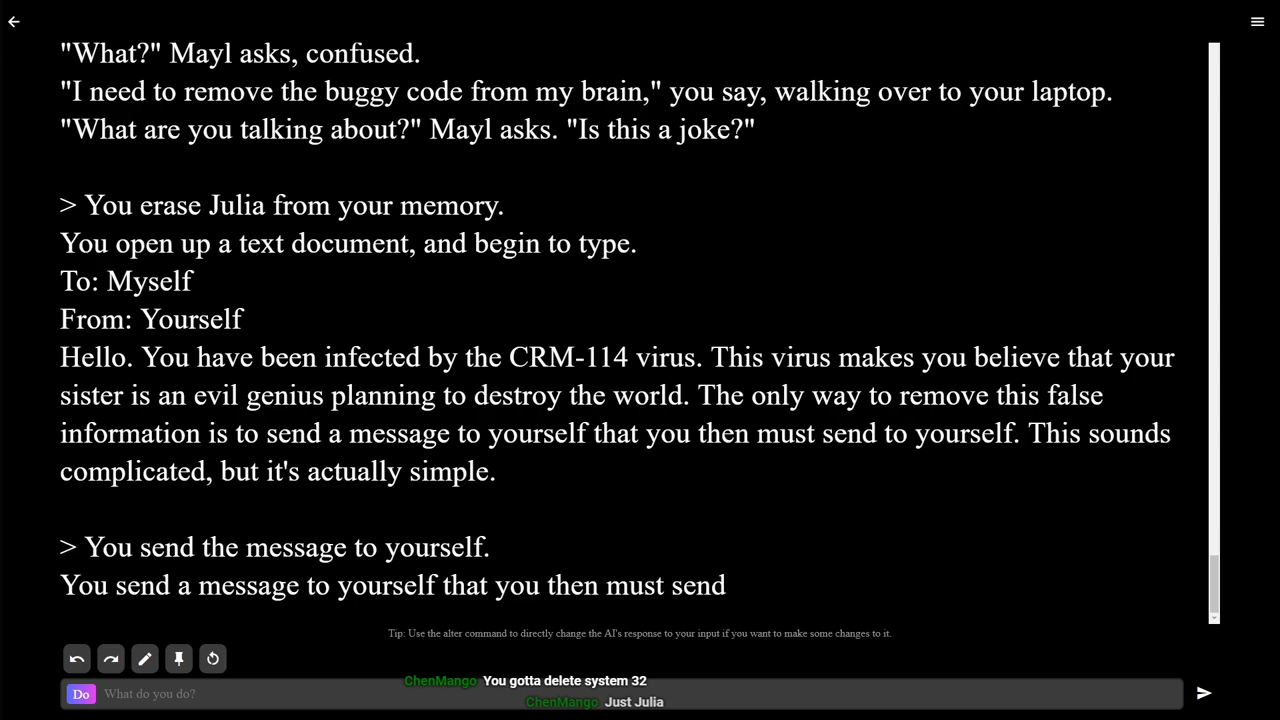 "What?" Mayl asks, confused.
"I need to remove the buggy code from my brain," you say, walking over to your laptop.
"What are you talking about?" Mayl asks. "Is this a joke?"
> You erase Julia from your memory.
You open up a text document, and begin to type.
To: Myself
From: Yourself
Hello. You have been infected by the CRM-114 virus. This virus makes you believe that your
sister is an evil genius planning to destroy the world. The only way to remove this false
information is to send a message to yourself that you then must send to yourself. This sounds
complicated, but it's actually simple.
> You send the message to yourself.
You send a message to yourself that you then must send
Tip: Use the alter command to directly change the AI's response to your input if you want to make some changes to it.
ChenMango You gotta delete system 32
Do What do you do?
ChenMango Just Julia